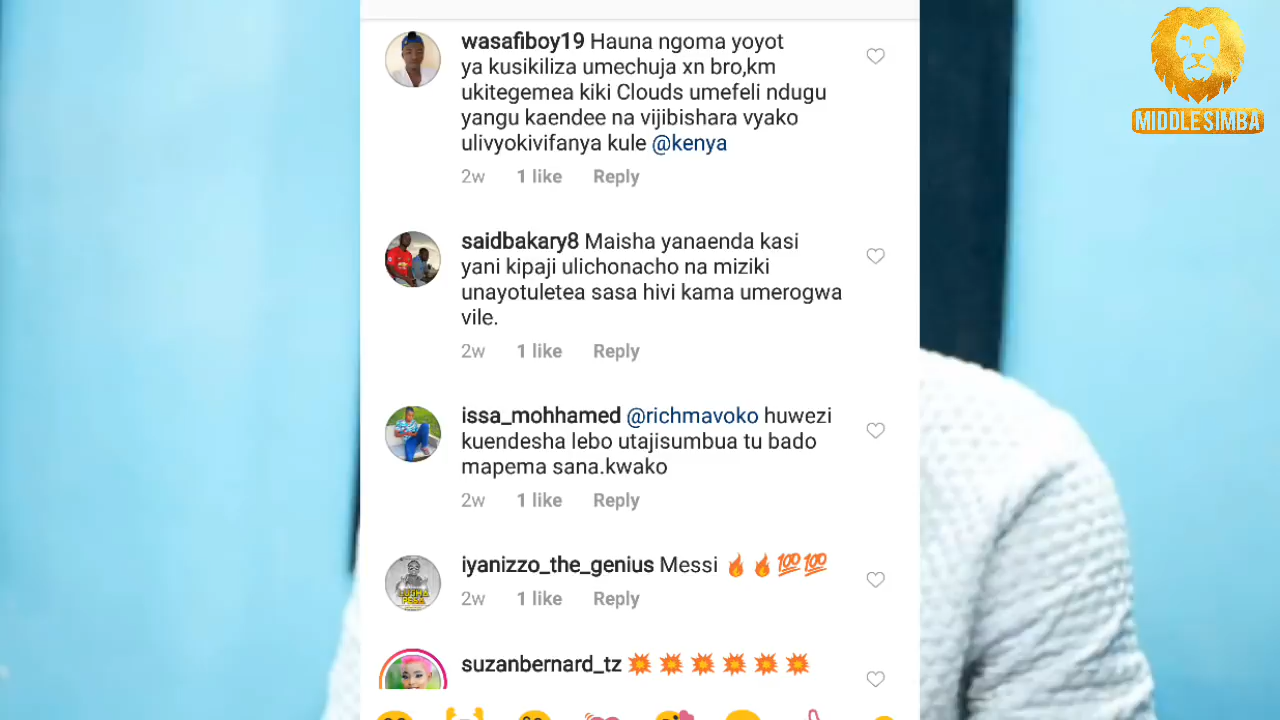 wasafiboy19 Hauna ngoma yoyot
ya kusikiliza umechuja xn bro,km
ukitegemea kiki Clouds umefeli ndugu
yangu kaendee na vijibishara vyako
ulivyokivifanya kule @kenya
2w 1 like Reply
saidbakary8 Maisha yanaenda kasi
yani kipaji ulichonacho na miziki
unayotuletea sasa hivi kama umerogwa
vile.
2w 1 like Reply
issa_mohhamed @richmavoko huwezi
kuendesha lebo utajisumbua tu bado
mapema sana.kwako
2w 1 like Reply
iyanizzo_the_genius Messi 🔥🔥💯💯
2w 1 like Reply
suzanbernard_tz 💥💥💥💥💥💥
MIDDLE SIMBA